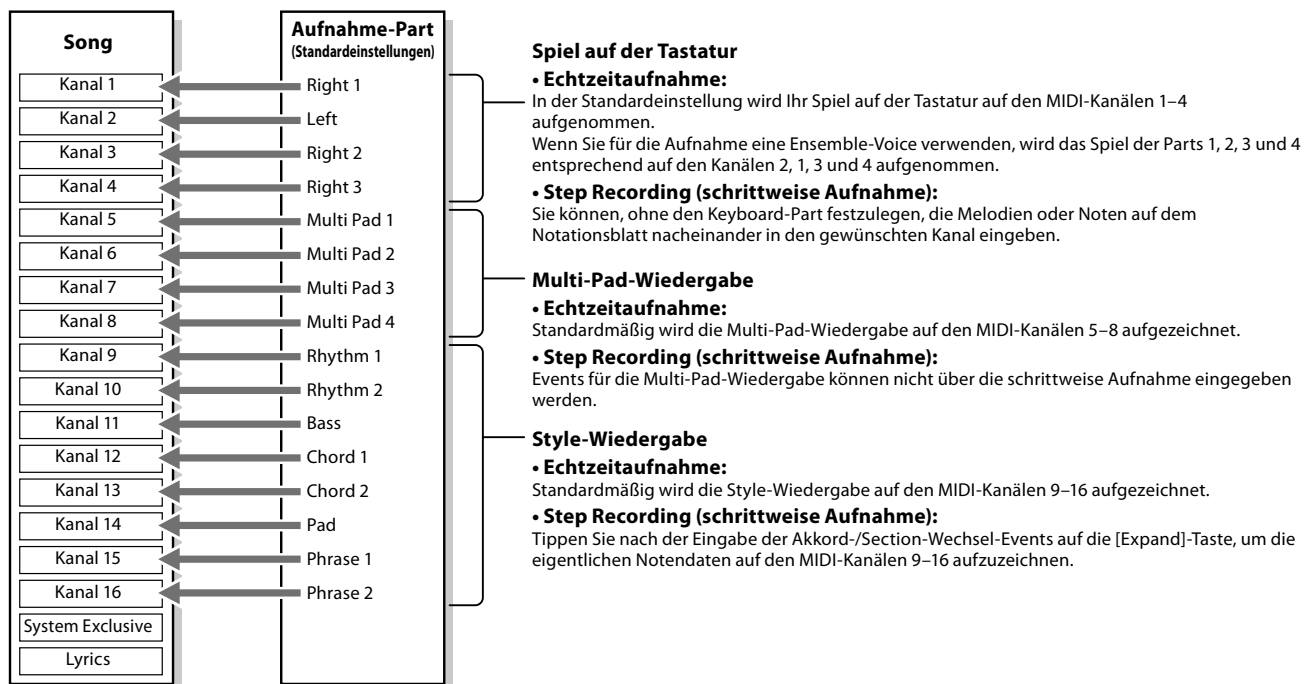 Song
Kanal 1
Kanal 2
Kanal 3
Kanal 4
Kanal 5
Kanal 6
Kanal 7
Kanal 8
Kanal 9
Kanal 10
Kanal 11
Kanal 12
Kanal 13
Kanal 14
Kanal 15
Kanal 16
System Exclusive
Lyrics
Aufnahme-Part
(Standardeinstellungen)
Right 1
Left
Right 2
Right 3
Multi Pad 1
Multi Pad 2
Multi Pad 3
Multi Pad 4
Rhythm 1
Rhythm 2
Bass
Chord 1
Chord 2
Pad
Phrase 1
Phrase 2
Spiel auf der Tastatur
• Echtzeitaufnahme:
In der Standardeinstellung wird Ihr Spiel auf der Tastatur auf den MIDI-Kanälen 1–4
aufgenommen.
Wenn Sie für die Aufnahme eine Ensemble-Voice verwenden, wird das Spiel der Parts 1, 2, 3 und 4
entsprechend auf den Kanälen 2, 1, 3 und 4 aufgenommen.
• Step Recording (schrittweise Aufnahme):
Sie können, ohne den Keyboard-Part festzulegen, die Melodien oder Noten auf dem
Notationsblatt nacheinander in den gewünschten Kanal eingeben.
Multi-Pad-Wiedergabe
• Echtzeitaufnahme:
Standardmäßig wird die Multi-Pad-Wiedergabe auf den MIDI-Kanälen 5–8 aufgezeichnet.
• Step Recording (schrittweise Aufnahme):
Events für die Multi-Pad-Wiedergabe können nicht über die schrittweise Aufnahme eingegeben
werden.
Style-Wiedergabe
• Echtzeitaufnahme:
Standardmäßig wird die Style-Wiedergabe auf den MIDI-Kanälen 9–16 aufgezeichnet.
• Step Recording (schrittweise Aufnahme):
Tippen Sie nach der Eingabe der Akkord-/Section-Wechsel-Events auf die [Expand]-Taste, um die
eigentlichen Notendaten auf den MIDI-Kanälen 9–16 aufzuzeichnen.